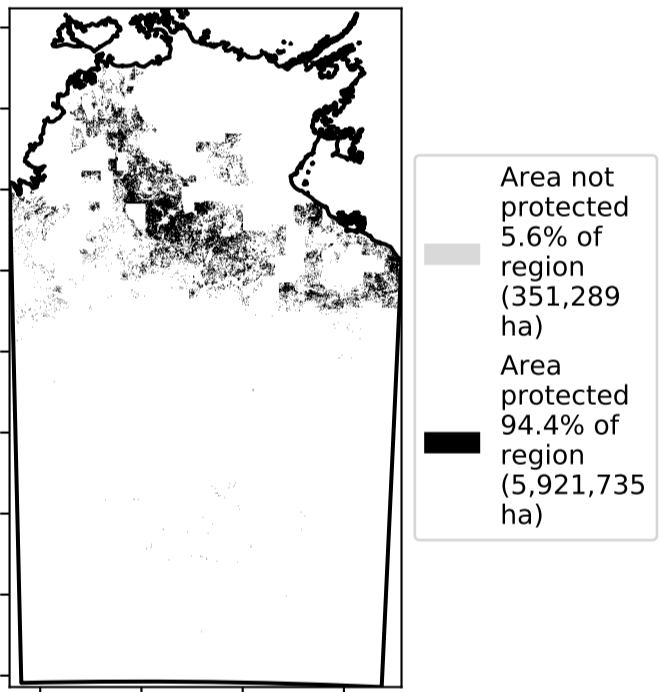 Area not
protected
5.6% of
region
(351,289
ha)
Area
protected
94.4% of
region
(5,921,735
ha)